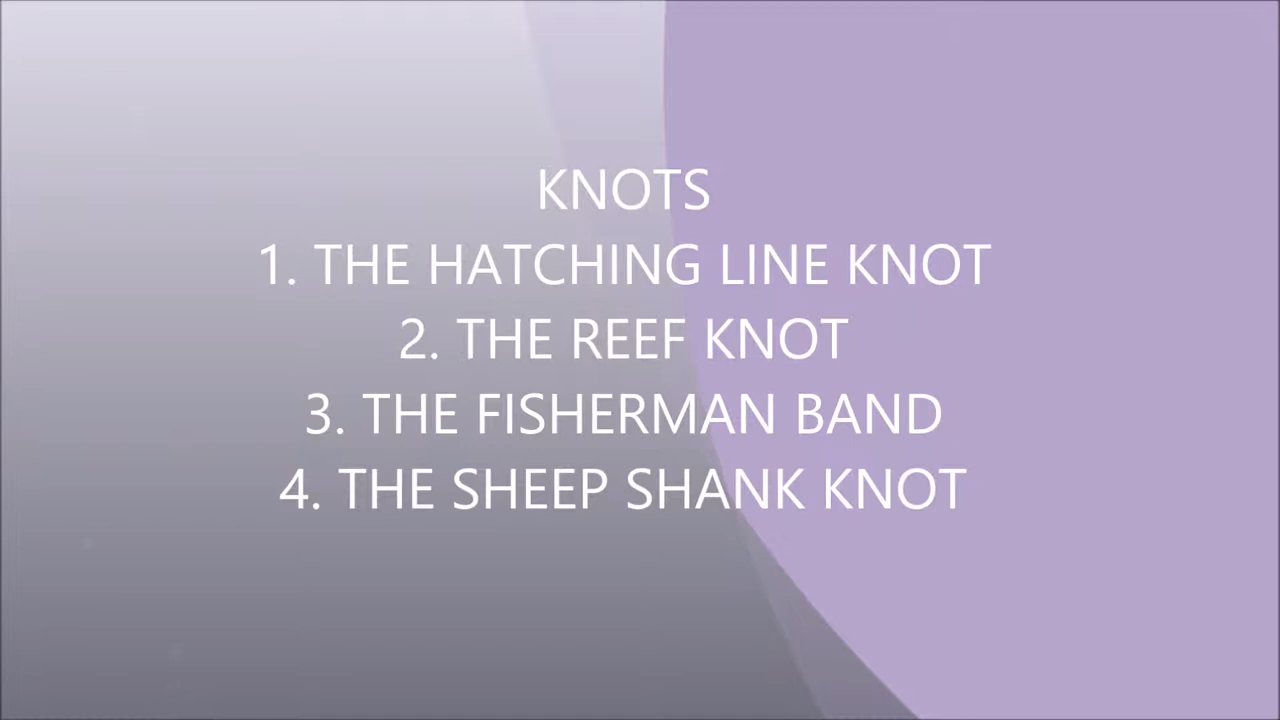 KNOTS
1. THE HATCHING LINE KNOT
2. THE REEF KNOT
3. THE FISHERMAN BAND
4. THE SHEEP SHANK KNOT